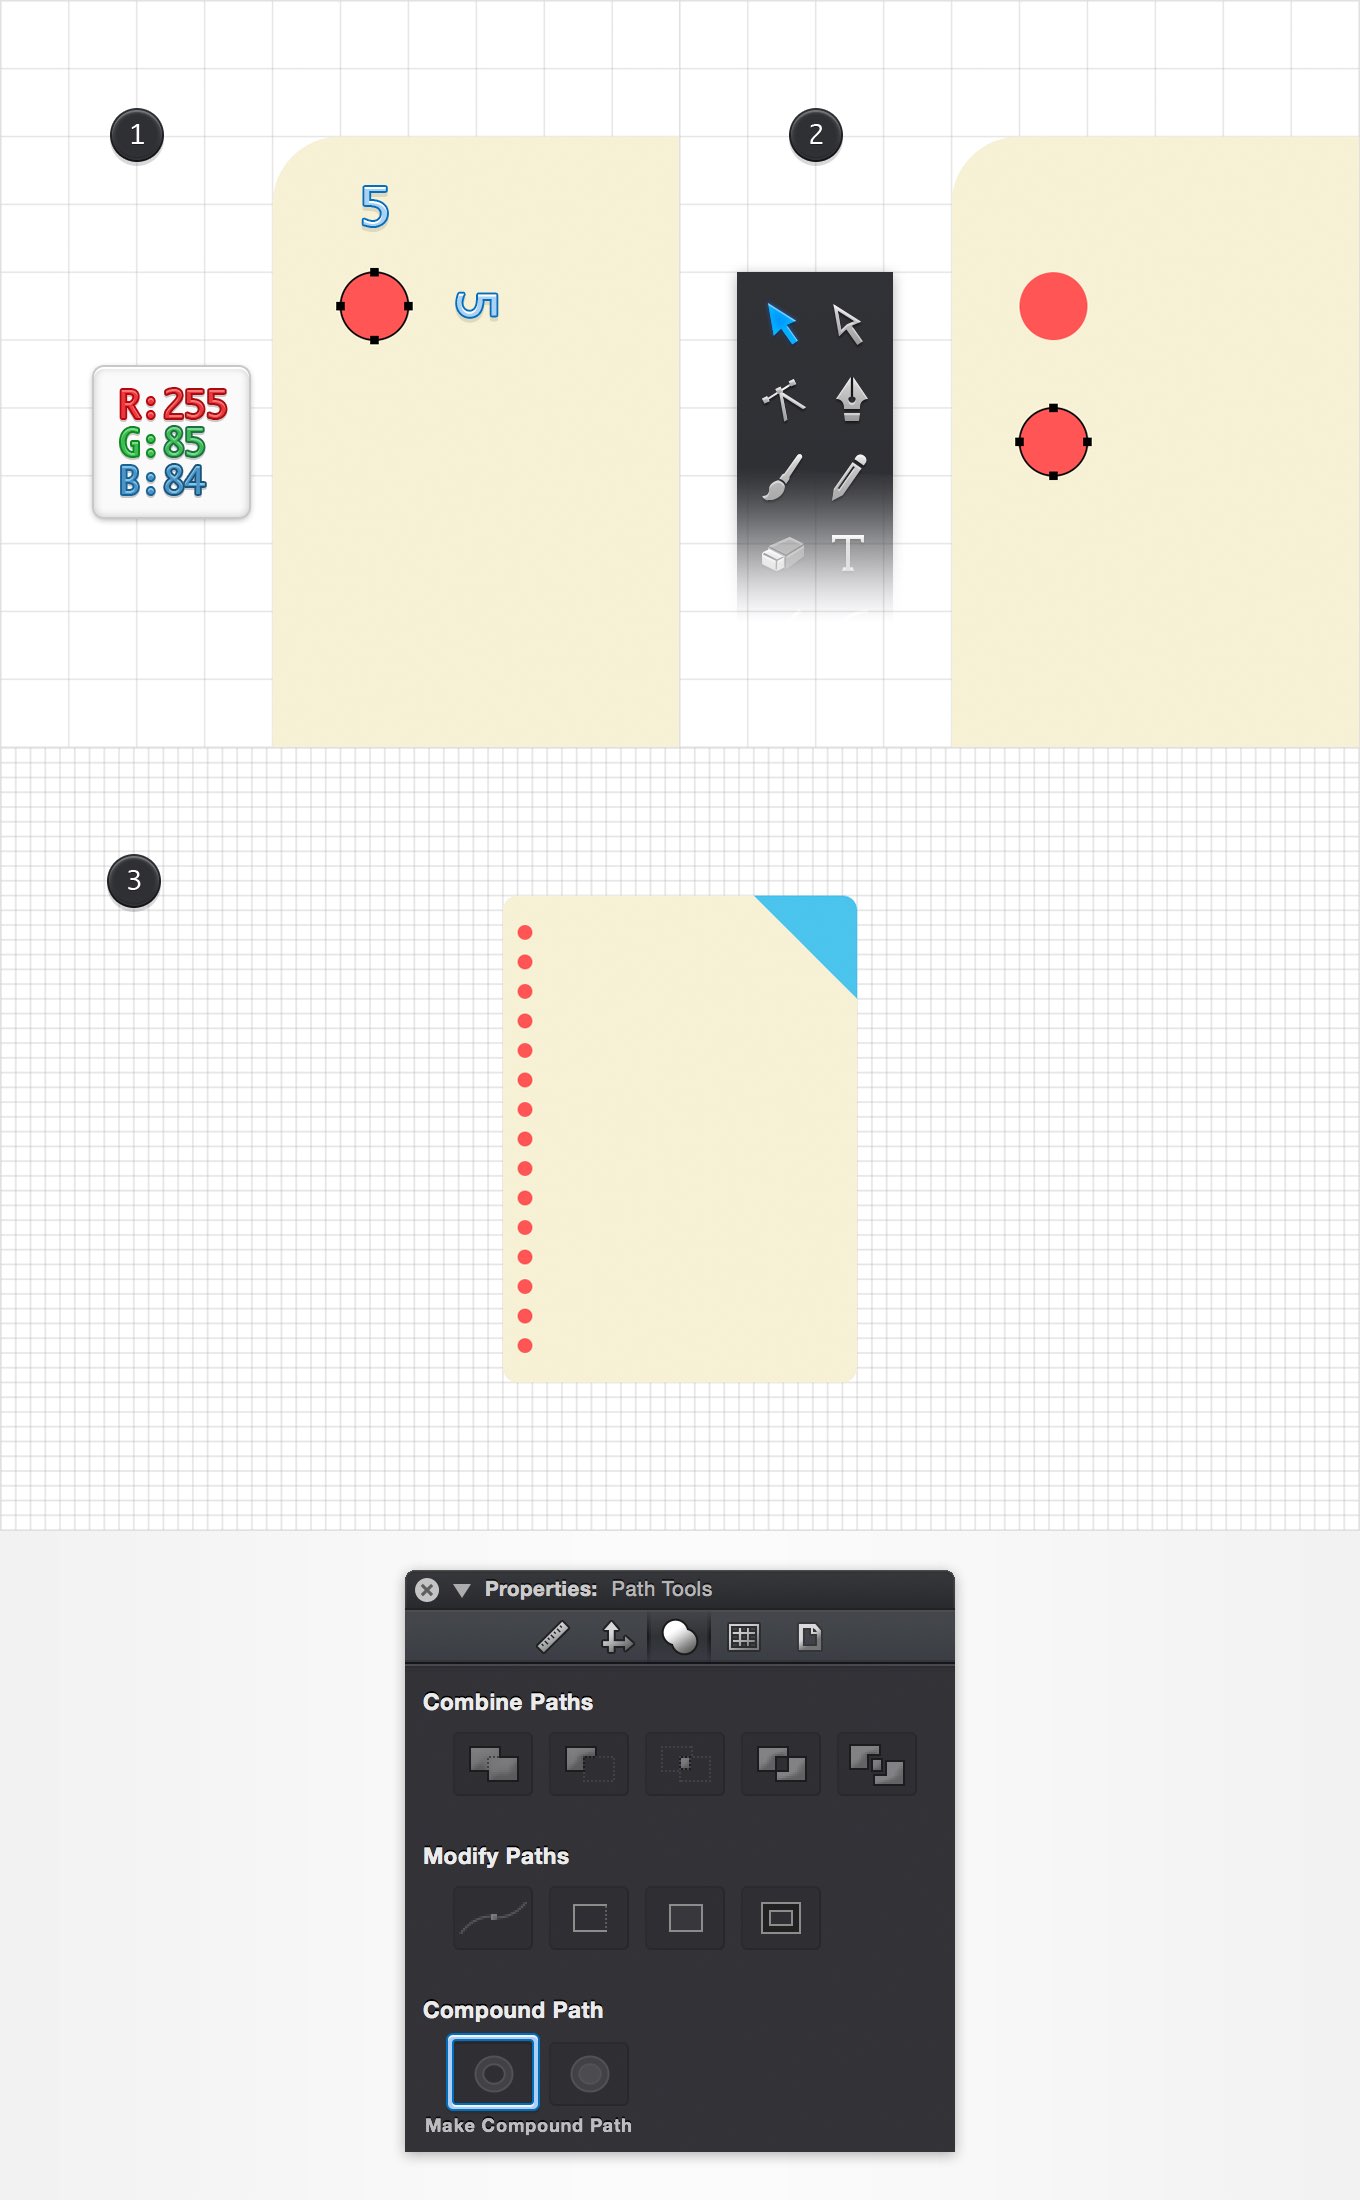 1
5
5
R: 255
G: 85
B: 84
2
T
3
Properties: Path Tools
Combine Paths
Modify Paths
Compound Path
Make Compound Path